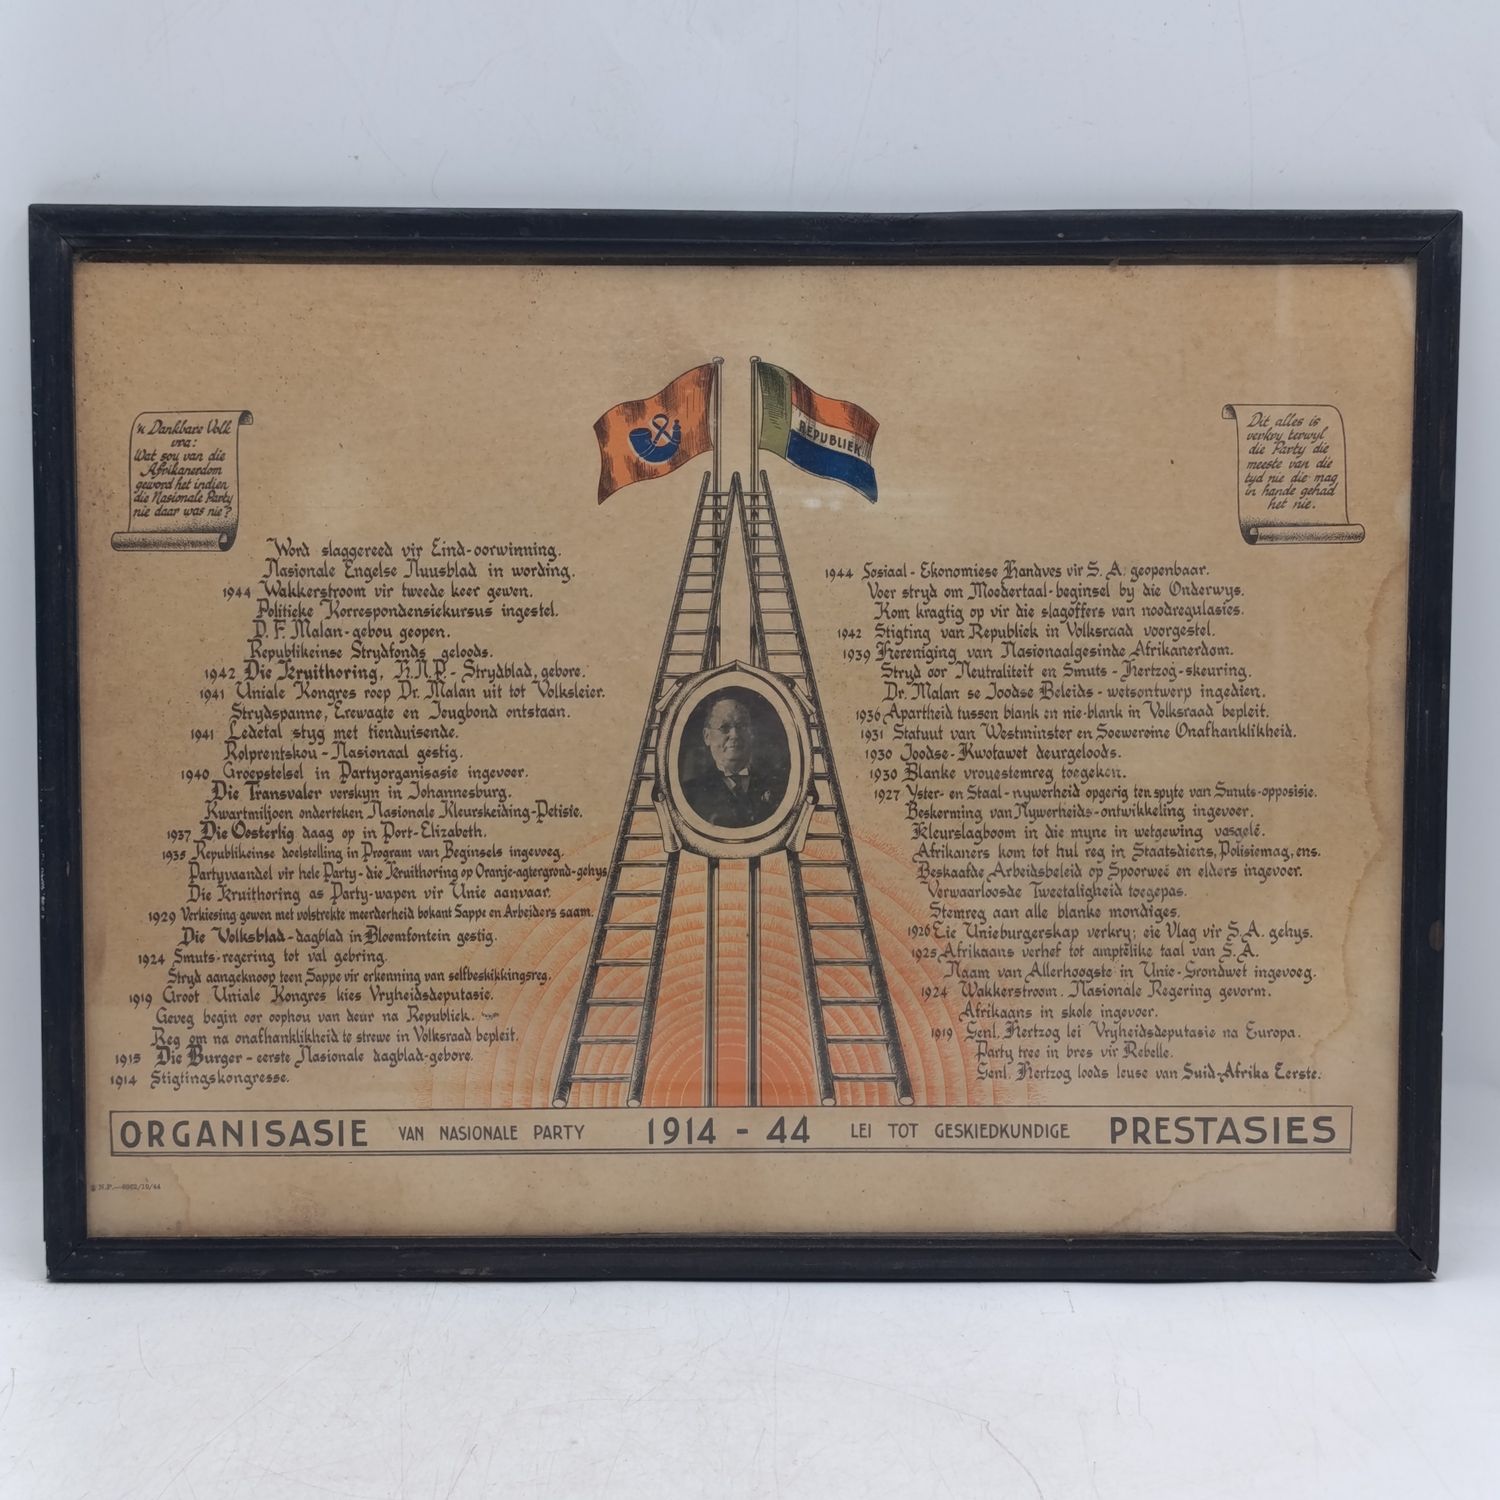 'n Dankbare Volk
vra:
Wat sou van die
Afrikanerdom
geword het indien
die Nasionale Party
nie daar was nie?
REPUBLIEK
Dit alles is
verkry terwyl
die Party die
meeste van die
tyd nie die mag
in hande gehad
het nie.
Word slaggereed vir Eind-oorwinning.
Nasionale Engelse Nuusblad in wording.
1944 Wakkerstroom vir tweede keer gewen.
Politieke Korrespondensiekursus ingestel.
D. F. Malan-gebou geopen.
Republikeinse Strydfonds geloods.
1942 Die Kruithoring, H.N.P. - Strydblad, gebore.
1941 Uniale Kongres roep Dr. Malan uit tot Volksleier.
Strydspanne, Erewagte en Jeugbond ontstaan.
1941 Ledetal styg met tienduisende.
Rolprentskou - Nasionaal gestig.
1940 Groepstelsel in Partyorganisasie ingevoer.
Die Transvaler verskyn in Johannesburg.
Kwartmiljoen onderteken Nasionale Kleurskeiding-Petisie.
1937 Die Oosterlig daag op in Port-Elizabeth.
1935 Republikeinse doelstelling in Program van Beginsels ingevoeg.
Partyvaandel vir hele Party - die Kruithoring op Oranje-agtergrond-gehys
Die Kruithoring as Party-wapen vir Unie aanvaar.
1929 Verkiesing gewen met volstrekte meerderheid bokant Sappe en Arbeiders saam.
Die Volksblad - dagblad in Bloemfontein gestig.
1924 Smuts-regering tot val gebring.
Stryd aangeknoop teen Sappe vir erkenning van selfbeskikkingsreg.
1919 Groot Uniale Kongres kies Vryheidsdeputasie.
Geveg begin oor oophou van deur na Republiek.
Reg om na onafhanklikheid te strewe in Volksraad bepleit.
1915 Die Burger - eerste Nasionale dagblad-gebore.
1914 Stigtingskongresse.
1944 Sosiaal - Ekonomiese Handves vir S. A. geopenbaar.
Voer stryd om Moedertaal-beginsel by die Onderwys.
Kom kragtig op vir die slagoffers van noodregulasies.
1942 Stigting van Republiek in Volksraad voorgestel.
1939 Hereniging van Nasionaalgesinde Afrikanerdom.
Stryd oor Neutraliteit en Smuts - Hertzog-skeuring.
Dr. Malan se Joodse Beleids - wetsontwerp ingedien.
1936 Apartheid tussen blank en nie-blank in Volksraad bepleit.
1931 Statuut van Westminster en Soewereine Onafhanklikheid.
1930 Joodse-Kwotawet deurgeloods.
1930 Blanke vrouestemreg toegeken.
1927 Yster- en Staal-nywerheid opgerig ten spyte van Smuts-opposisie.
Beskerming van Nywerheids-ontwikkeling ingevoer.
Kleurslagboom in die myne in wetgewing vasgelê.
Afrikaners kom tot hul reg in Staatsdiens, Polisiemag, ens.
Beskaafde Arbeidsbeleid op Spoorweë en elders ingevoer.
Verwaarloosde Tweetaligheid toegepas.
Stemreg aan alle blanke mondiges.
1926 Eie Unieburgerskap verkry; eie Vlag vir S.A. gehys.
1925 Afrikaans verhef tot amptelike taal van S. A.
Naam van Allerhoogste in Unie-Grondwet ingevoeg.
1924 Wakkerstroom. Nasionale Regering gevorm.
Afrikaans in skole ingevoer.
1919 Genl. Hertzog lei Vryheidsdeputasie na Europa.
Party tree in bres vir Rebelle.
Genl. Hertzog loods leuse van Suid-Afrika Eerste.
ORGANISASIE VAN NASIONALE PARTY 1914 - 44 LEI TOT GESKIEDKUNDIGE PRESTASIES
N.P.—6962/10/44